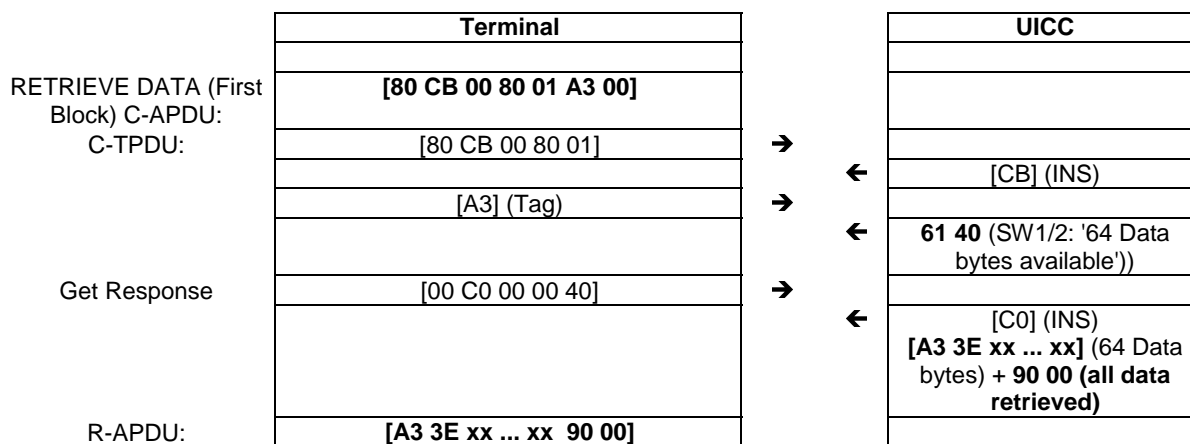 Terminal UICC
RETRIEVE DATA (First [80 CB 00 80 01 A3 00]
Block) C-APDU:
C-TPDU: [80 CB 00 80 01] ➔
🡸 [CB] (INS)
[A3] (Tag) ➔
🡸 61 40 (SW1/2: '64 Data
bytes available'))
Get Response [00 C0 00 00 40] ➔
🡸 [C0] (INS)
[A3 3E xx ... xx] (64 Data
bytes) + 90 00 (all data
retrieved)
R-APDU: [A3 3E xx ... xx 90 00]